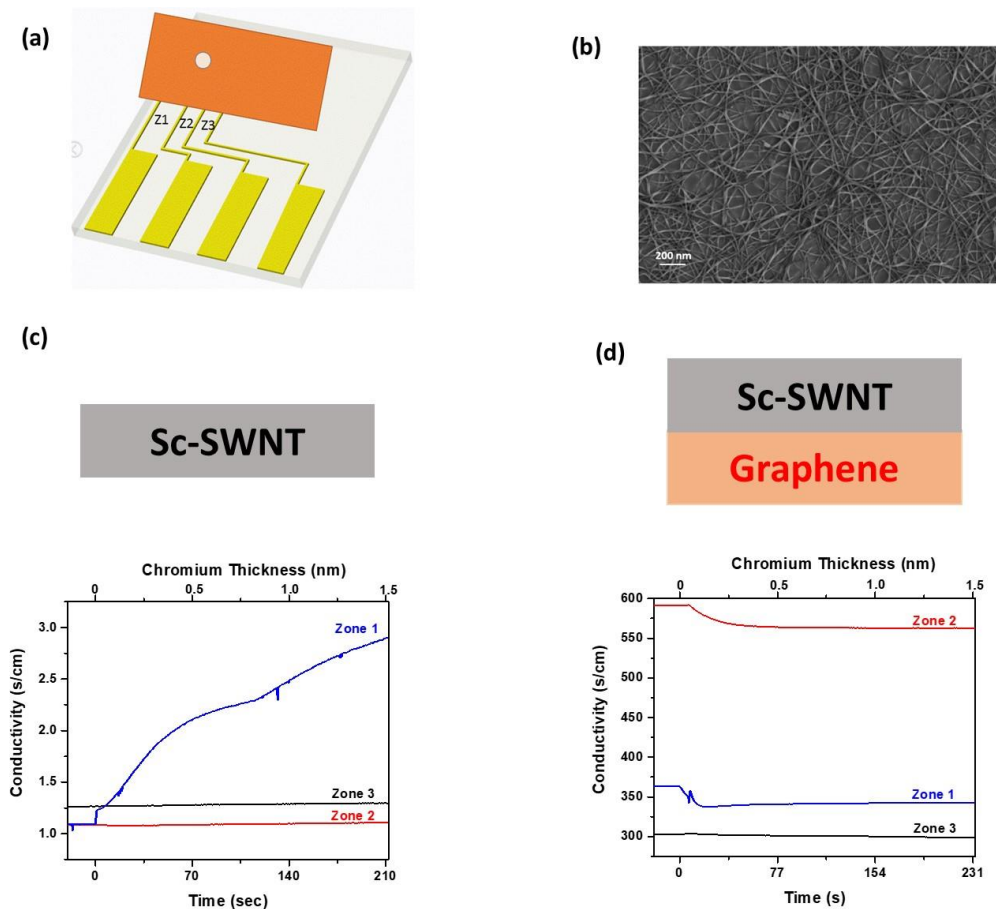 (a)
Z1
Z2
Z3
(b)
200 nm
(c)
Sc-SWNT
Chromium Thickness (nm)
0 0.5 1.0 1.5
3.0
2.5
2.0
1.5
1.0
Conductivity (s/cm)
Zone 1
Zone 3
Zone 2
0 70 140 210
Time (sec)
(d)
Sc-SWNT
Graphene
Chromium Thickness (nm)
0 0.5 1.0 1.5
600
550
500
450
400
350
300
Conductivity (s/cm)
Zone 2
Zone 1
Zone 3
0 77 154 231
Time (s)